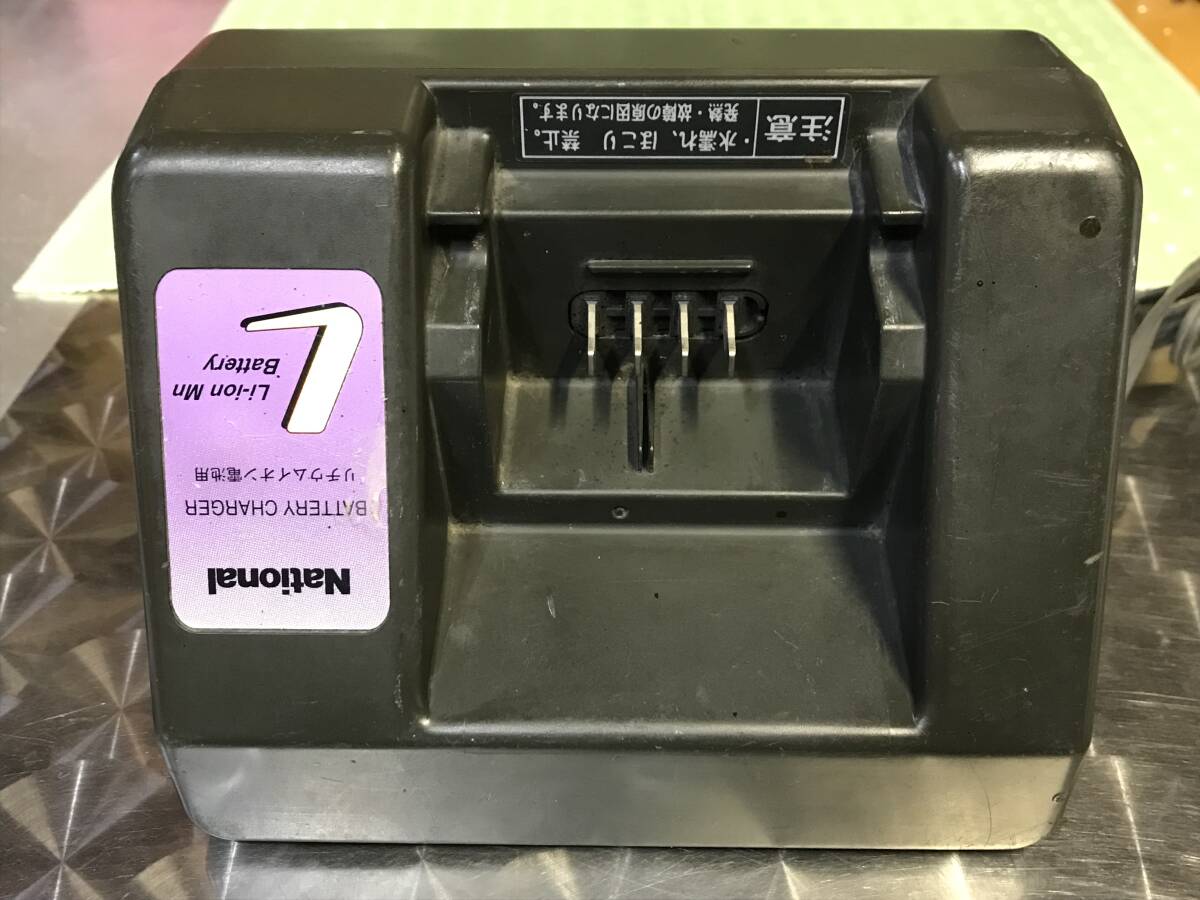 National
BATTERY CHARGER
リチウムイオン電池用
Li-ion Mn
Battery
L
注意
・水濡れ、ほこり 禁止。
発熱・故障の原因になります。